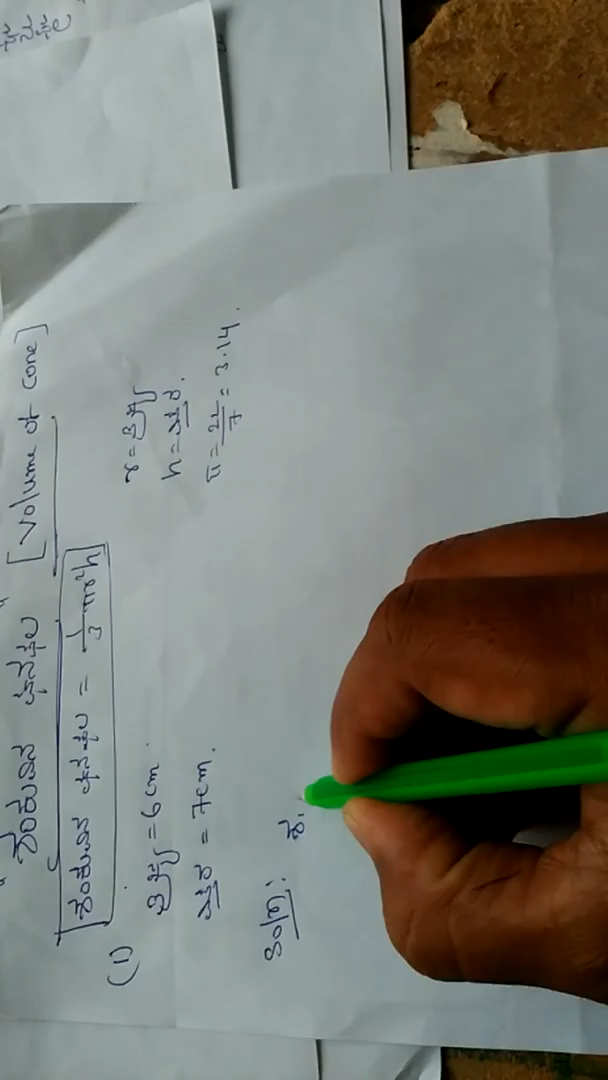 ಘನಫಲ
"ಶಂಕುವಿನ ಘನಫಲ" [Volume of Cone]
ಶಂಕುವಿನ ಘನಫಲ = 1/3 πr²h
(1) ತ್ರಿಜ್ಯ = 6cm.
ಎತ್ತರ = 7cm.
r = ತ್ರಿಜ್ಯ
h = ಎತ್ತರ.
π = 22/7 = 3.14.
Soln: ಶ.